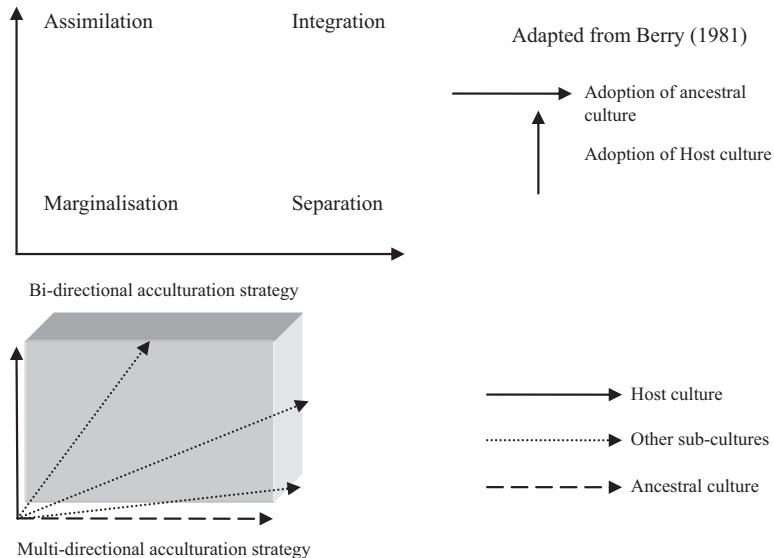 Assimilation
Integration
Adapted from Berry (1981)
Adoption of ancestral
culture
Adoption of Host culture
Marginalisation
Separation
Bi-directional acculturation strategy
Host culture
Other sub-cultures
Ancestral culture
Multi-directional acculturation strategy